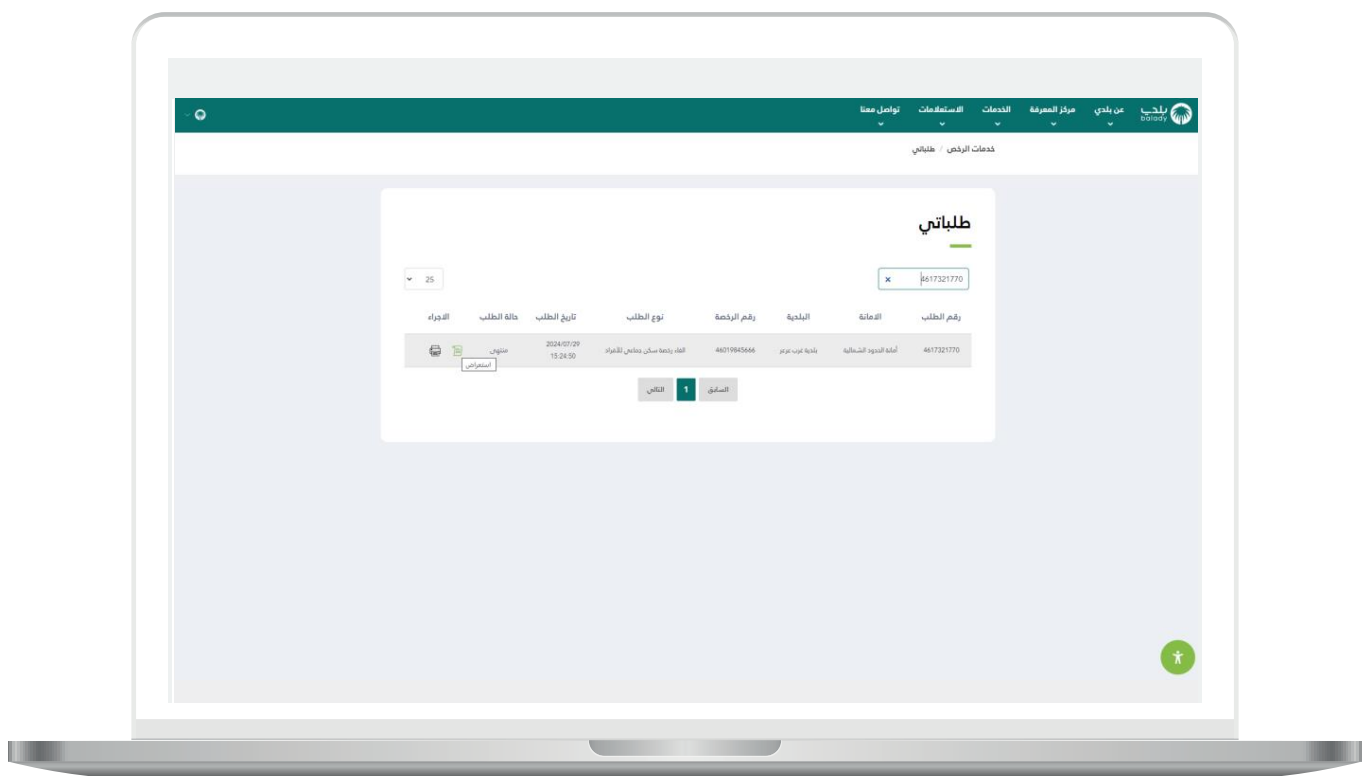 بلدي
balady
عن بلدي
مركز المعرفة
الخدمات
الاستعلامات
تواصل معنا
خدمات الرخص / طلباتي
طلباتي
4617321770 ×
25
رقم الطلب الامانة البلدية رقم الرخصة نوع الطلب تاريخ الطلب حالة الطلب الاجراء
4617321770 أمانة الحدود الشمالية بلدية غرب عرعر 46019845666 الغاء رخصة سكن جماعي للأفراد 2024/07/29 منتهي
15:24:50
استعراض
السابق 1 التالي